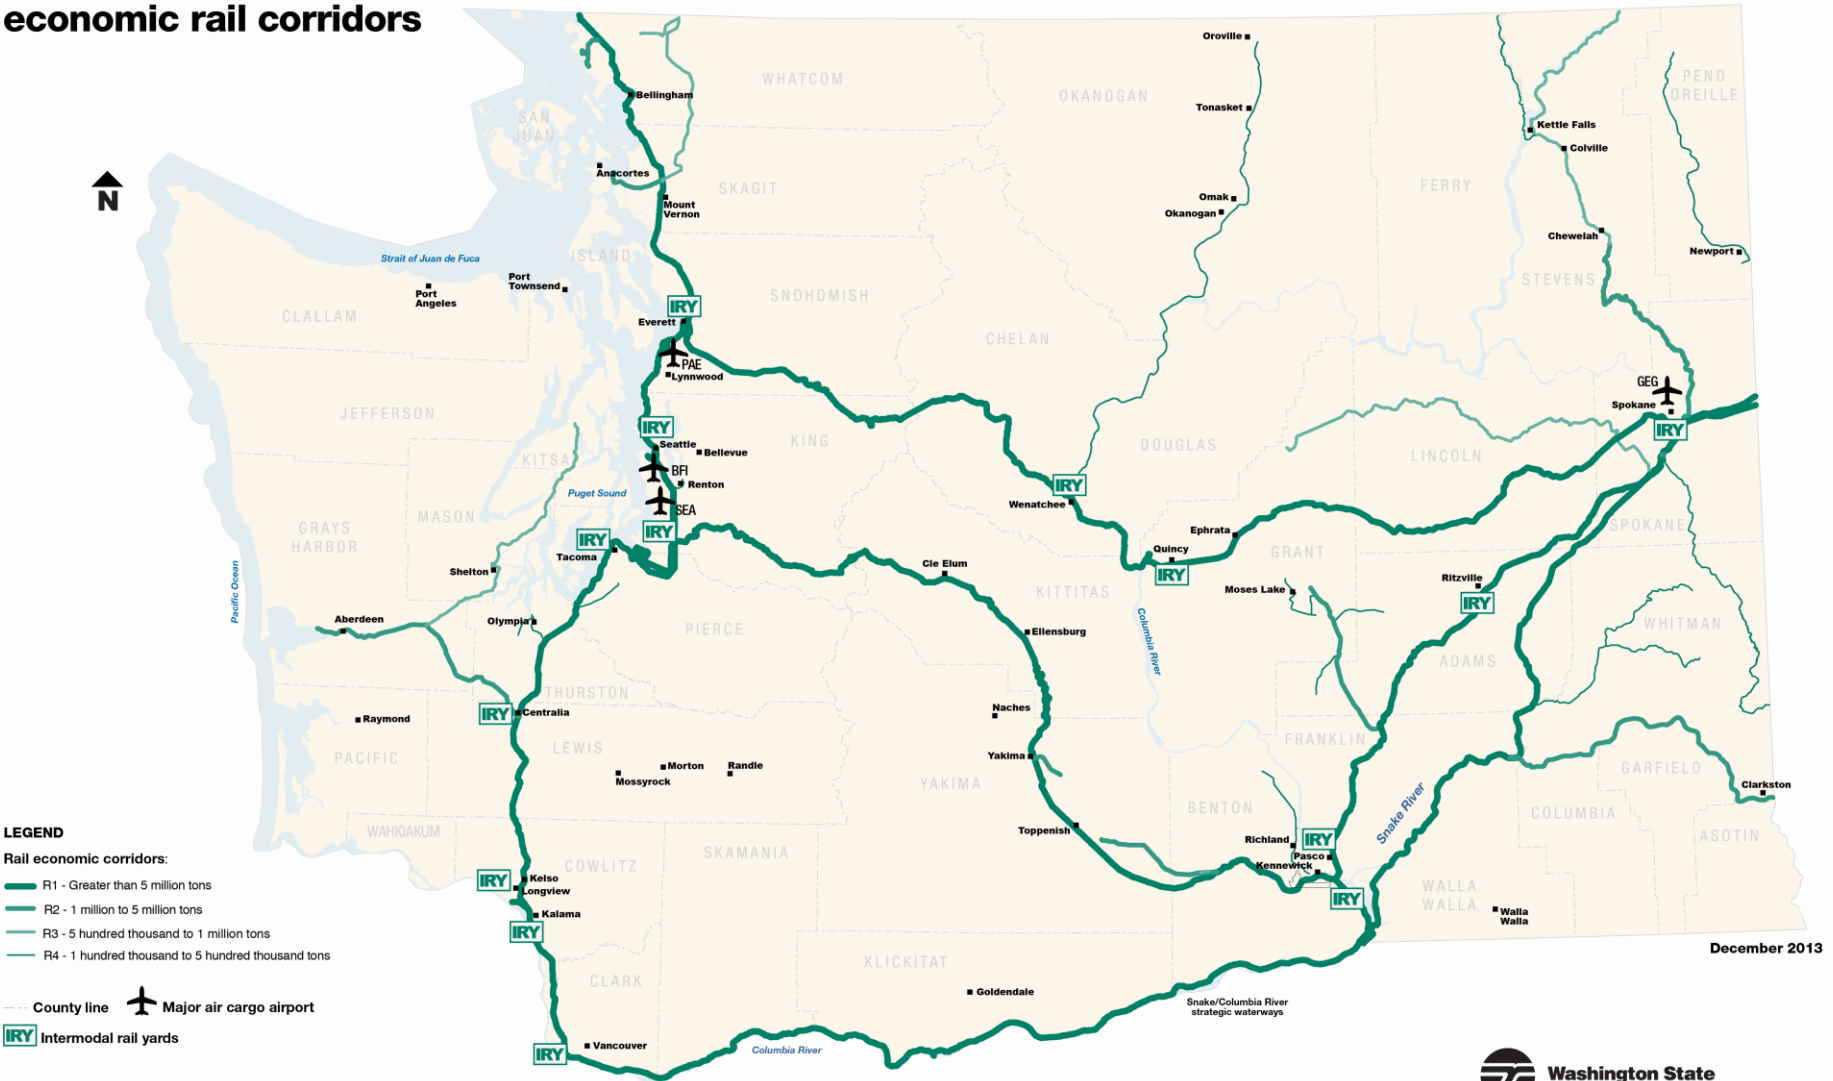 economic rail corridors
Oroville
WHATCOM
PEND
OREILLE
OKANOGAN
Bellingham
Tonasket
SAN
JUAN
Kettle Falls
Colville
Anacortes
SKAGIT
FERRY
N
Mount
Vernon
Omak
Okanogan
Chewelah
Newport
Strait of Juan de Fuca
ISLAND
Port
Townsend
STEVENS
Port
Angeles
SNOHOMISH
IRY
CLALLAM
Everett
CHELAN
PAE
Lynnwood
GEG
Spokane
JEFFERSON
IRY
IRY
KING
Seattle
DOUGLAS
Bellevue
KITSAP
LINCOLN
BFI
Renton
IRY
Puget Sound
Wenatchee
SEA
MASON
GRAYS
HARBOR
SPOKANE
IRY
IRY
Ephrata
Tacoma
Quincy
GRANT
Cle Elum
Shelton
IRY
Ritzville
KITTITAS
Moses Lake
Pacific Ocean
IRY
Aberdeen
Olympia
PIERCE
Ellensburg
Columbia River
WHITMAN
ADAMS
THURSTON
Naches
IRY
Centralia
Raymond
FRANKLIN
LEWIS
PACIFIC
Yakima
Morton
Randle
Mossyrock
GARFIELD
YAKIMA
Clarkston
BENTON
Snake River
COLUMBIA
LEGEND
WAHKIAKUM
Toppenish
ASOTIN
Richland
IRY
SKAMANIA
Pasco
Rail economic corridors:
COWLITZ
Kennewick
IRY
Kelso
Longview
R1 - Greater than 5 million tons
WALLA
WALLA
IRY
R2 - 1 million to 5 million tons
Kalama
Walla
Walla
R3 - 5 hundred thousand to 1 million tons
IRY
December 2013
R4 - 1 hundred thousand to 5 hundred thousand tons
KLICKITAT
CLARK
Goldendale
County line
Major air cargo airport
Snake/Columbia River
strategic waterways
IRY
Intermodal rail yards
IRY
Vancouver
Columbia River
Washington State